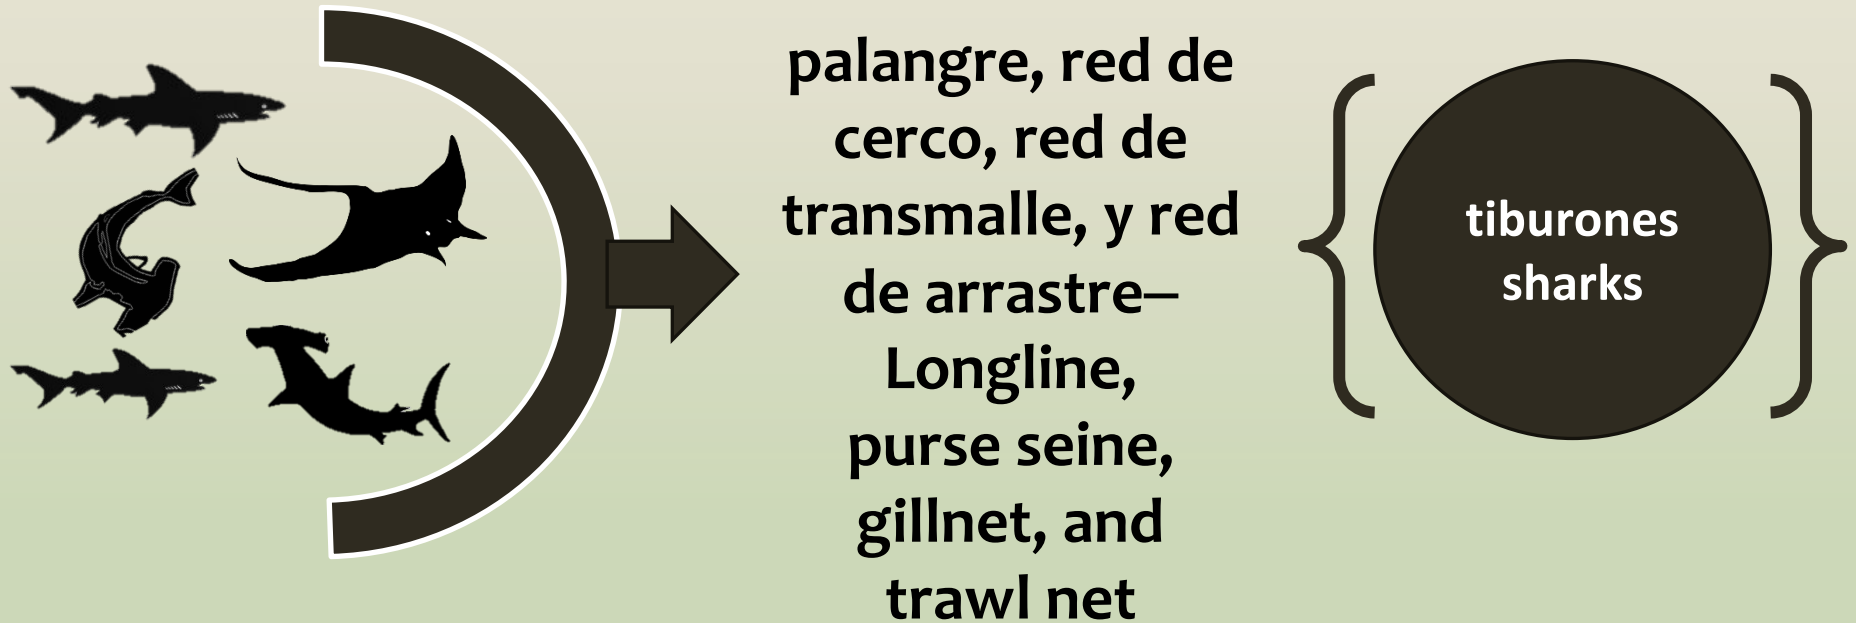 palangre, red de
cerco, red de
transmalle, y red
de arrastre–
Longline,
purse seine,
gillnet, and
trawl net
tiburones
sharks